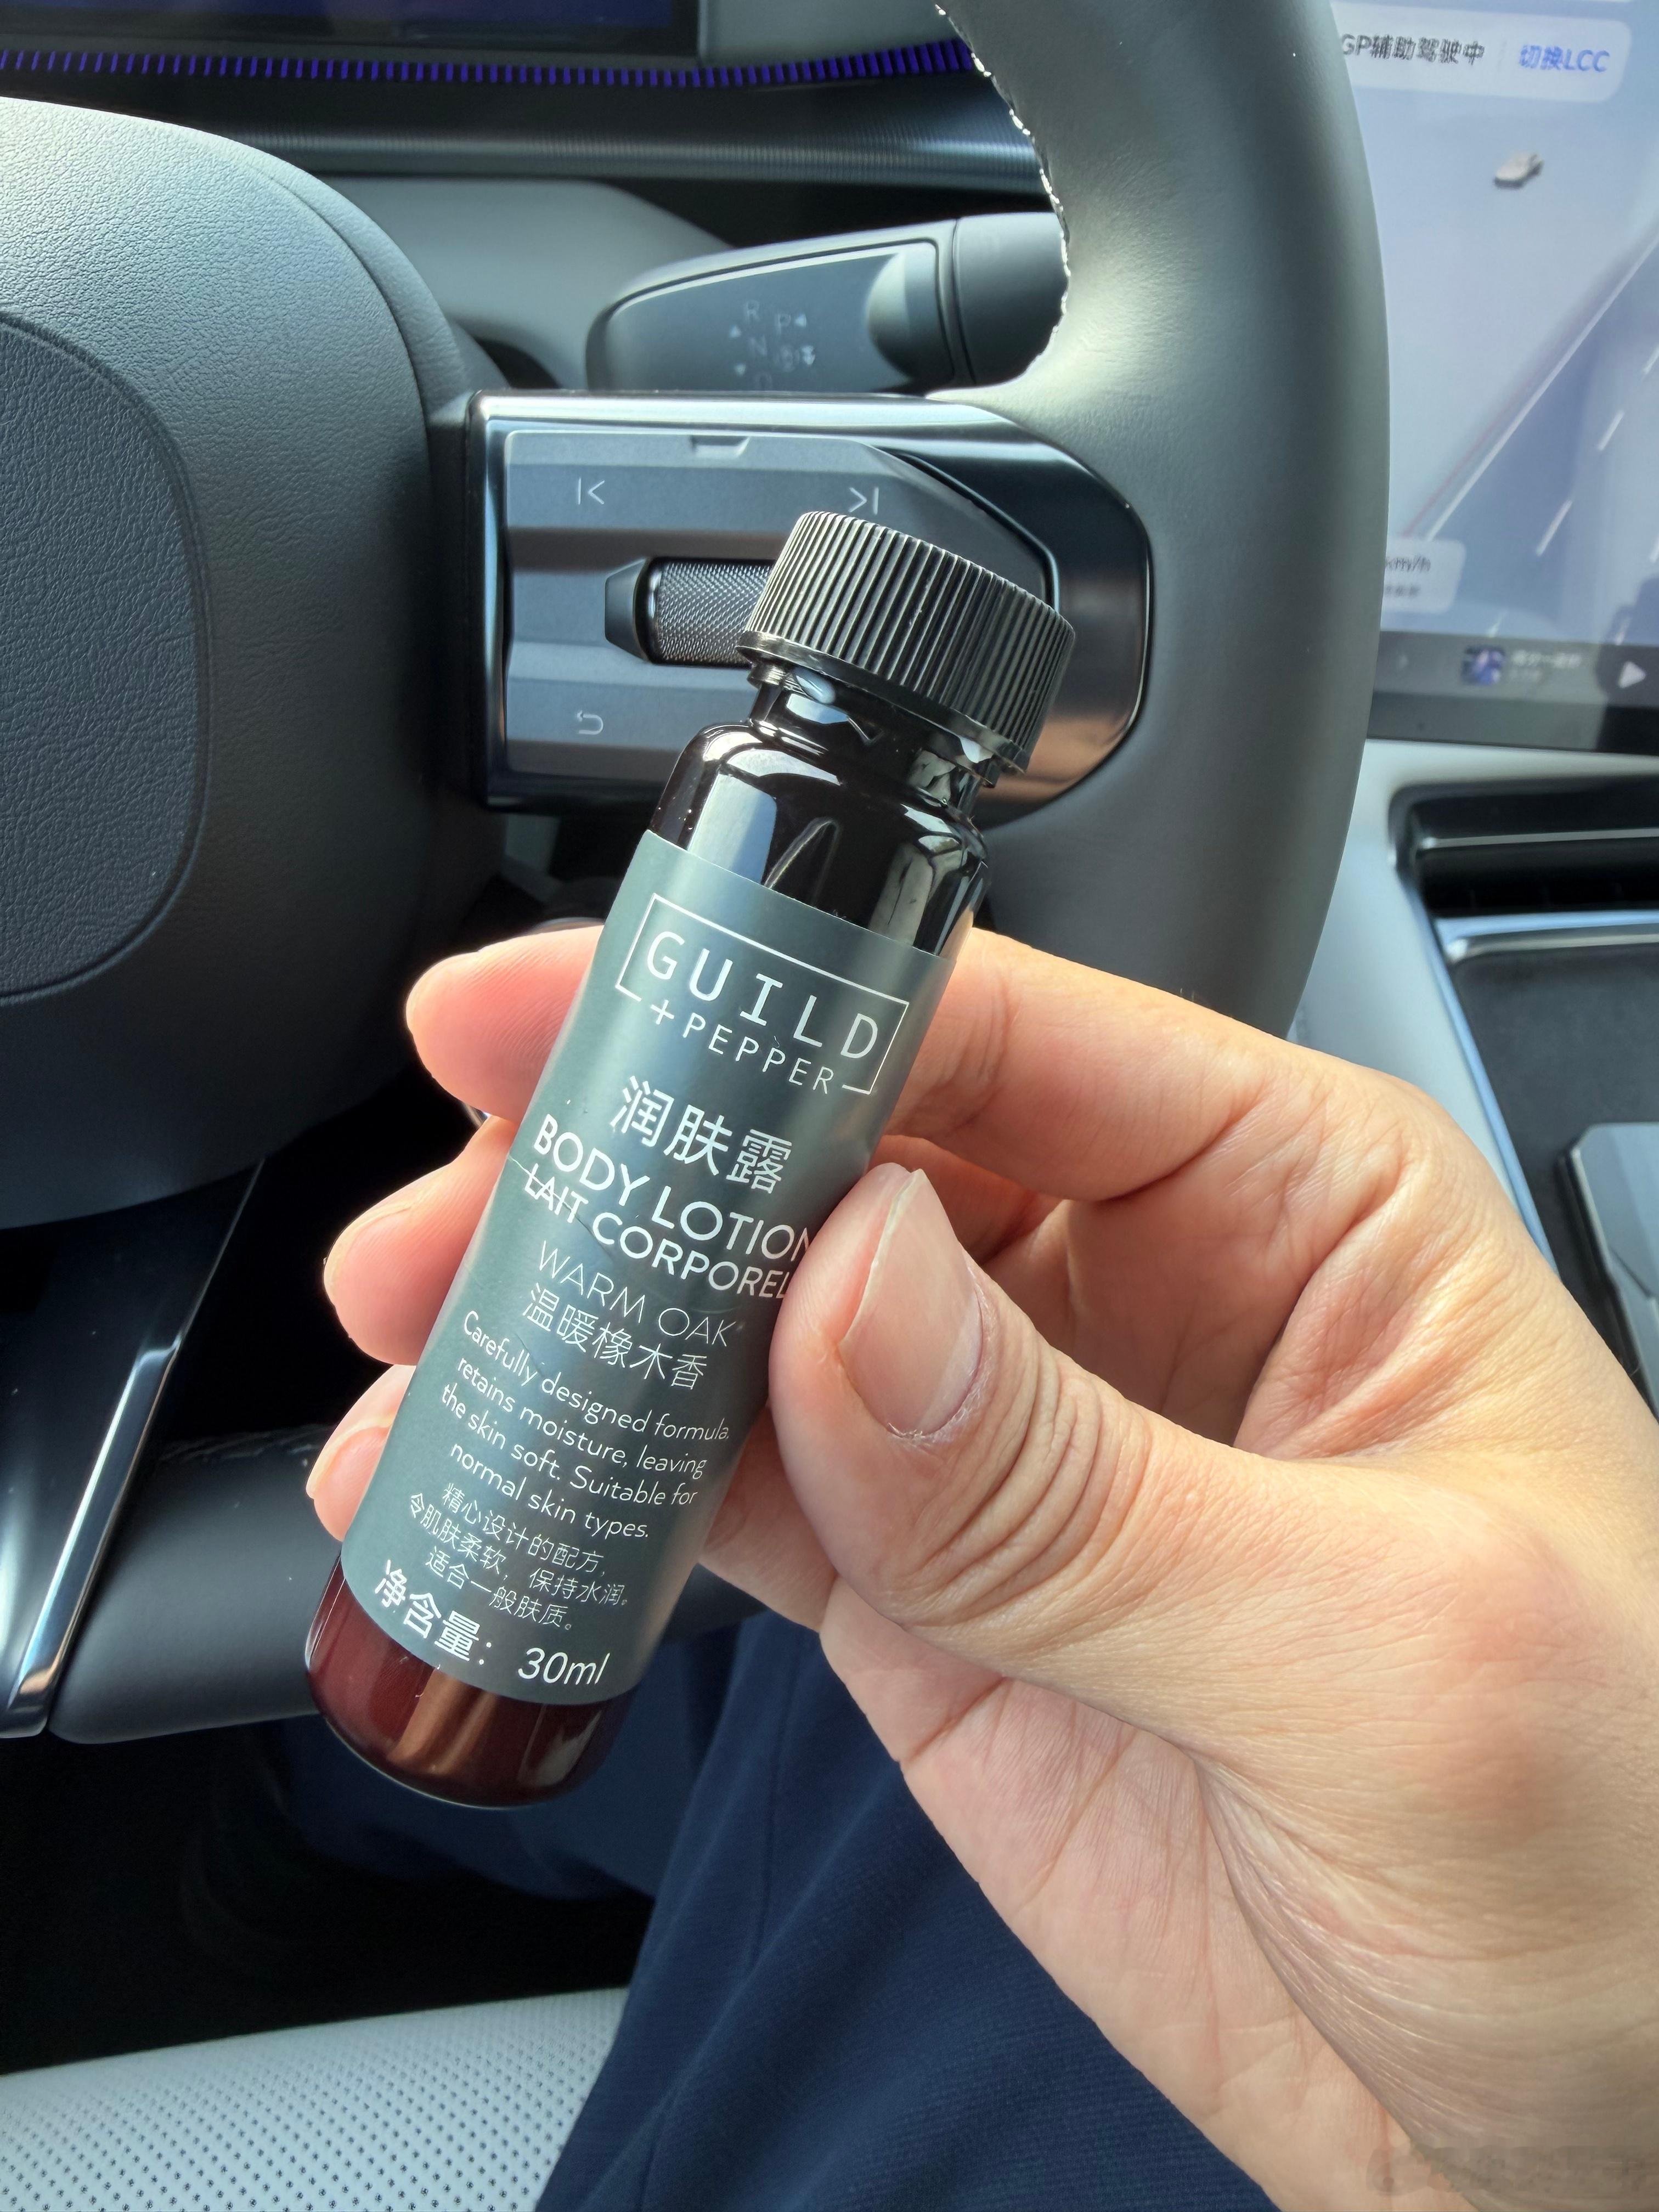 GP辅助驾驶中 切换LCC
R P
N
km/h
GUILD
+PEPPER
润肤露
BODY LOTION
LAIT CORPOREL
WARM OAK
温暖橡木香
Carefully designed formula.
retains moisture, leaving
the skin soft. Suitable for
normal skin types.
精心设计的配方，
令肌肤柔软，保持水润。
适合一般肤质。
净含量：30ml